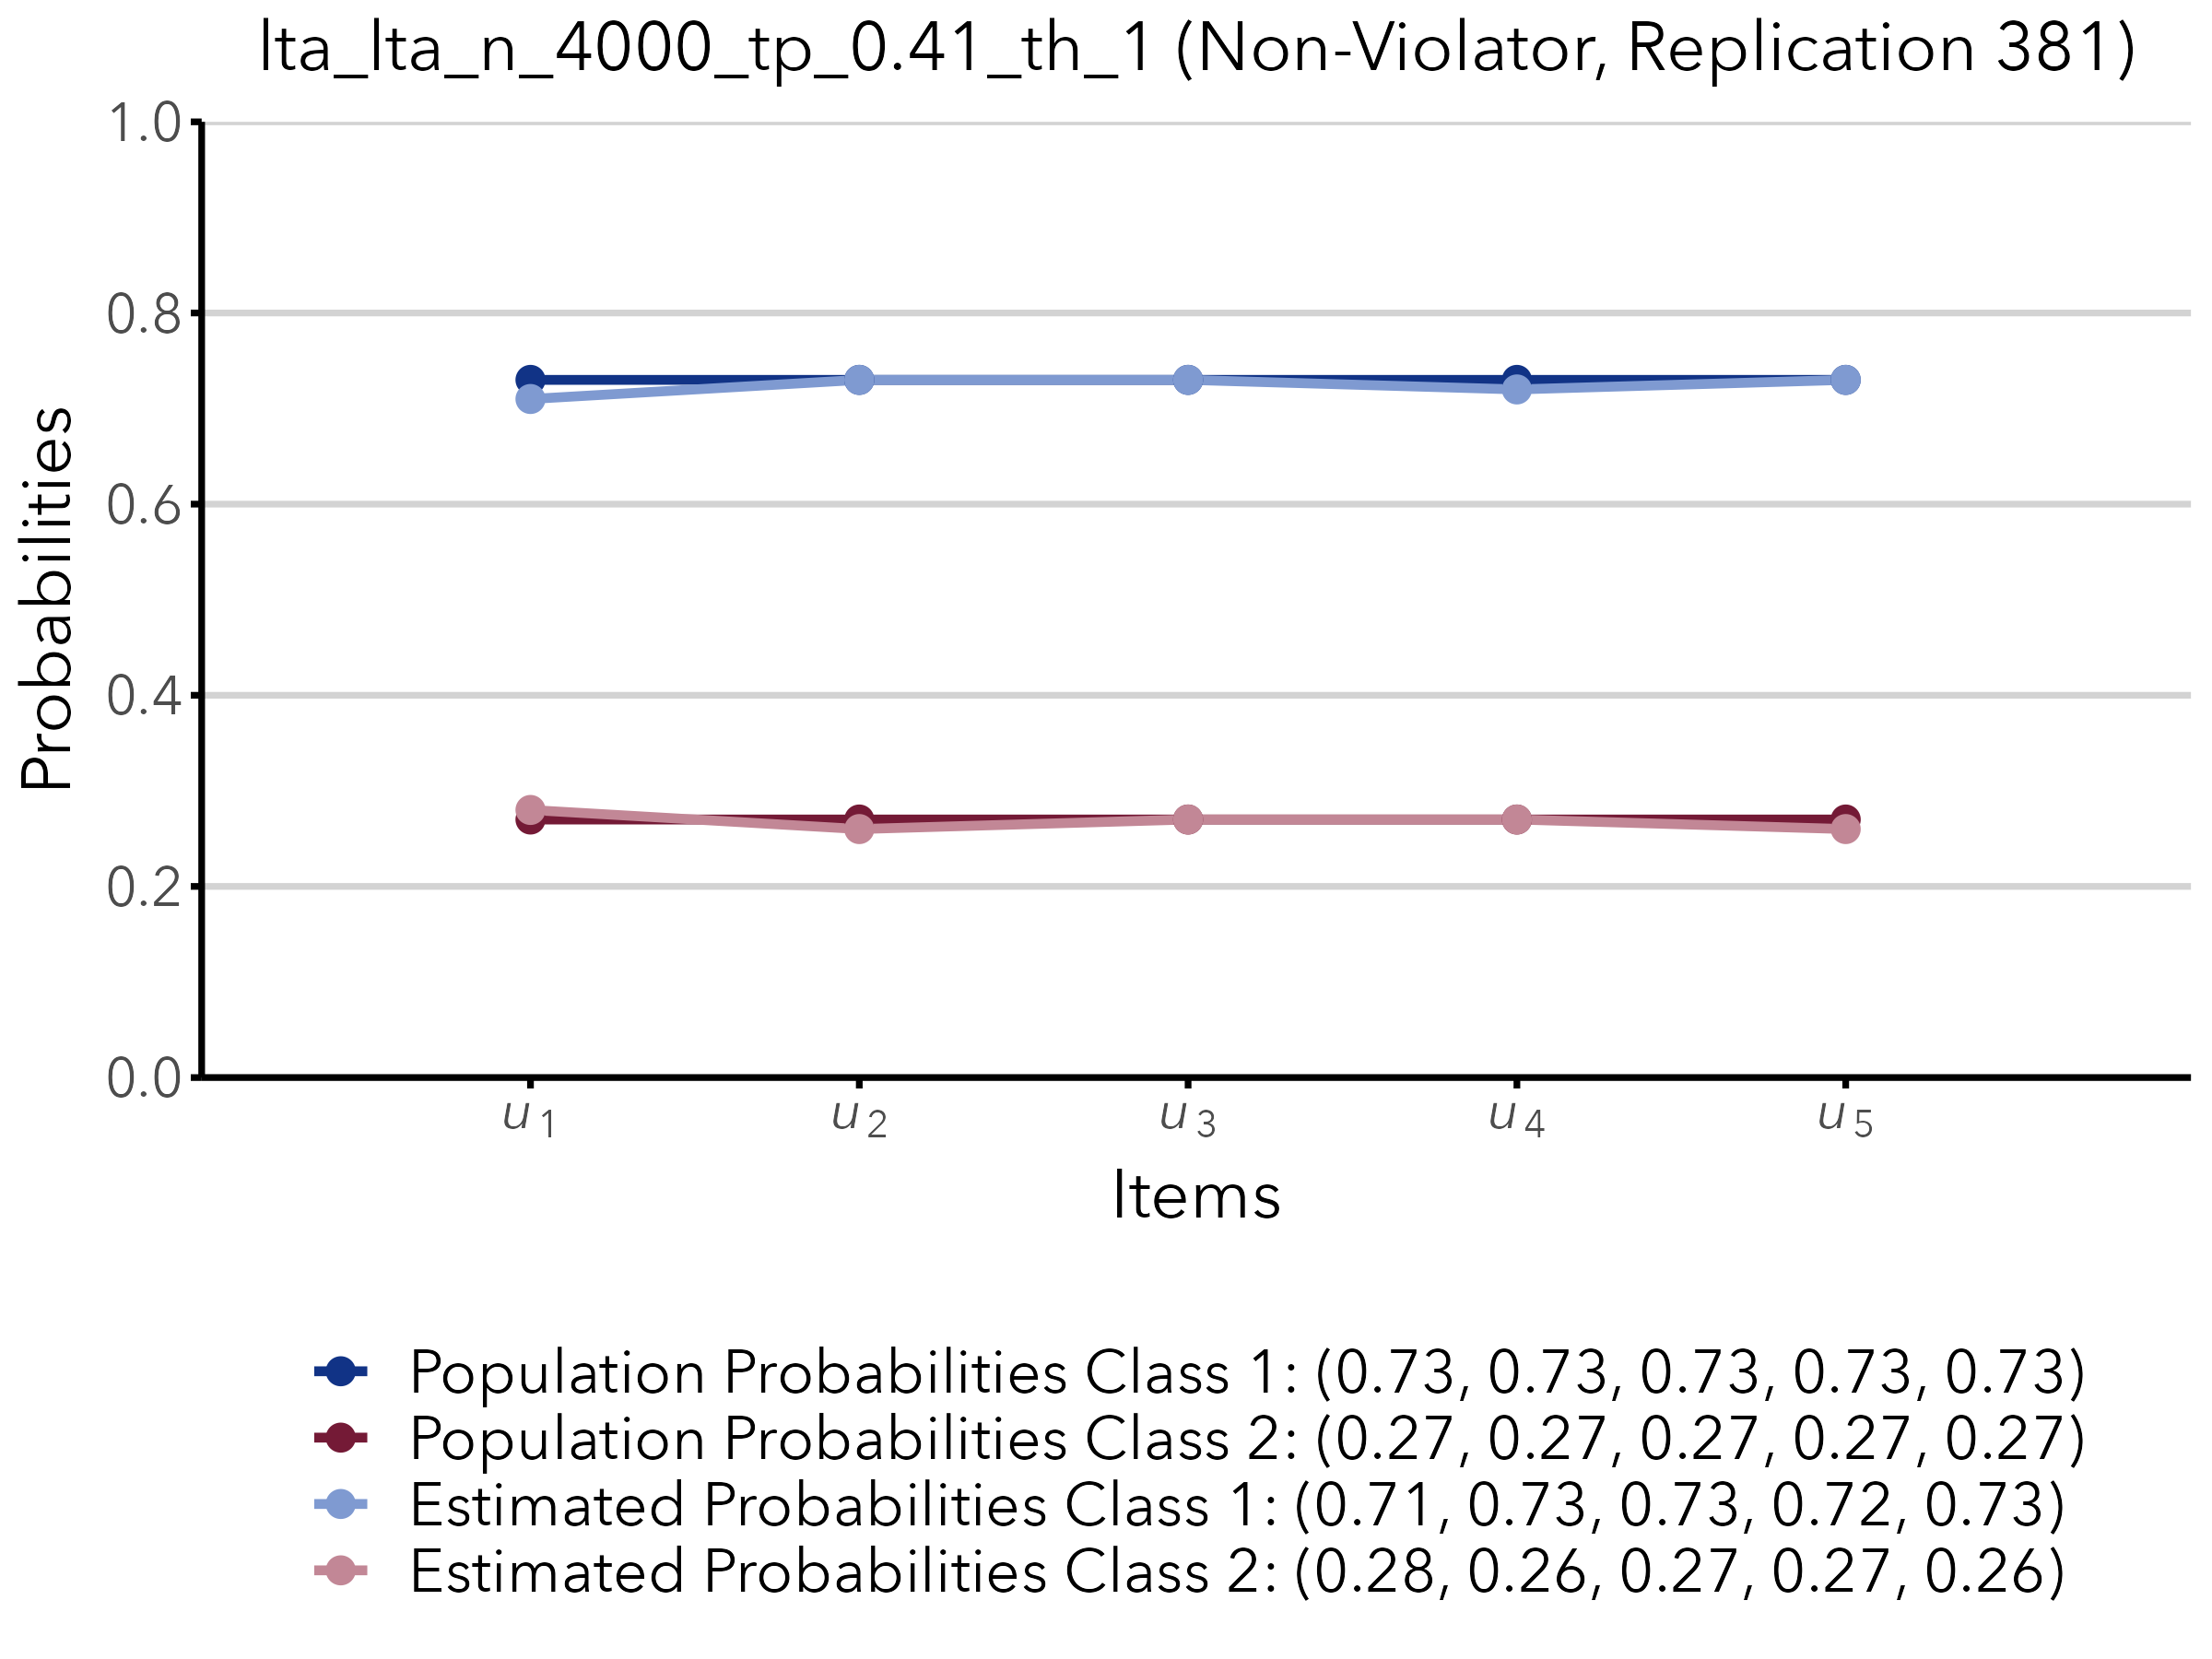 lta_lta_n_4000_tp_0.41_th_1 (Non-Violator, Replication 381)
1.0
0.8
0.6
0.4
0.2
0.0
Probabilities
u1 u2 u3 u4 u5
Items
Population Probabilities Class 1: (0.73, 0.73, 0.73, 0.73, 0.73)
Population Probabilities Class 2: (0.27, 0.27, 0.27, 0.27, 0.27)
Estimated Probabilities Class 1: (0.71, 0.73, 0.73, 0.72, 0.73)
Estimated Probabilities Class 2: (0.28, 0.26, 0.27, 0.27, 0.26)